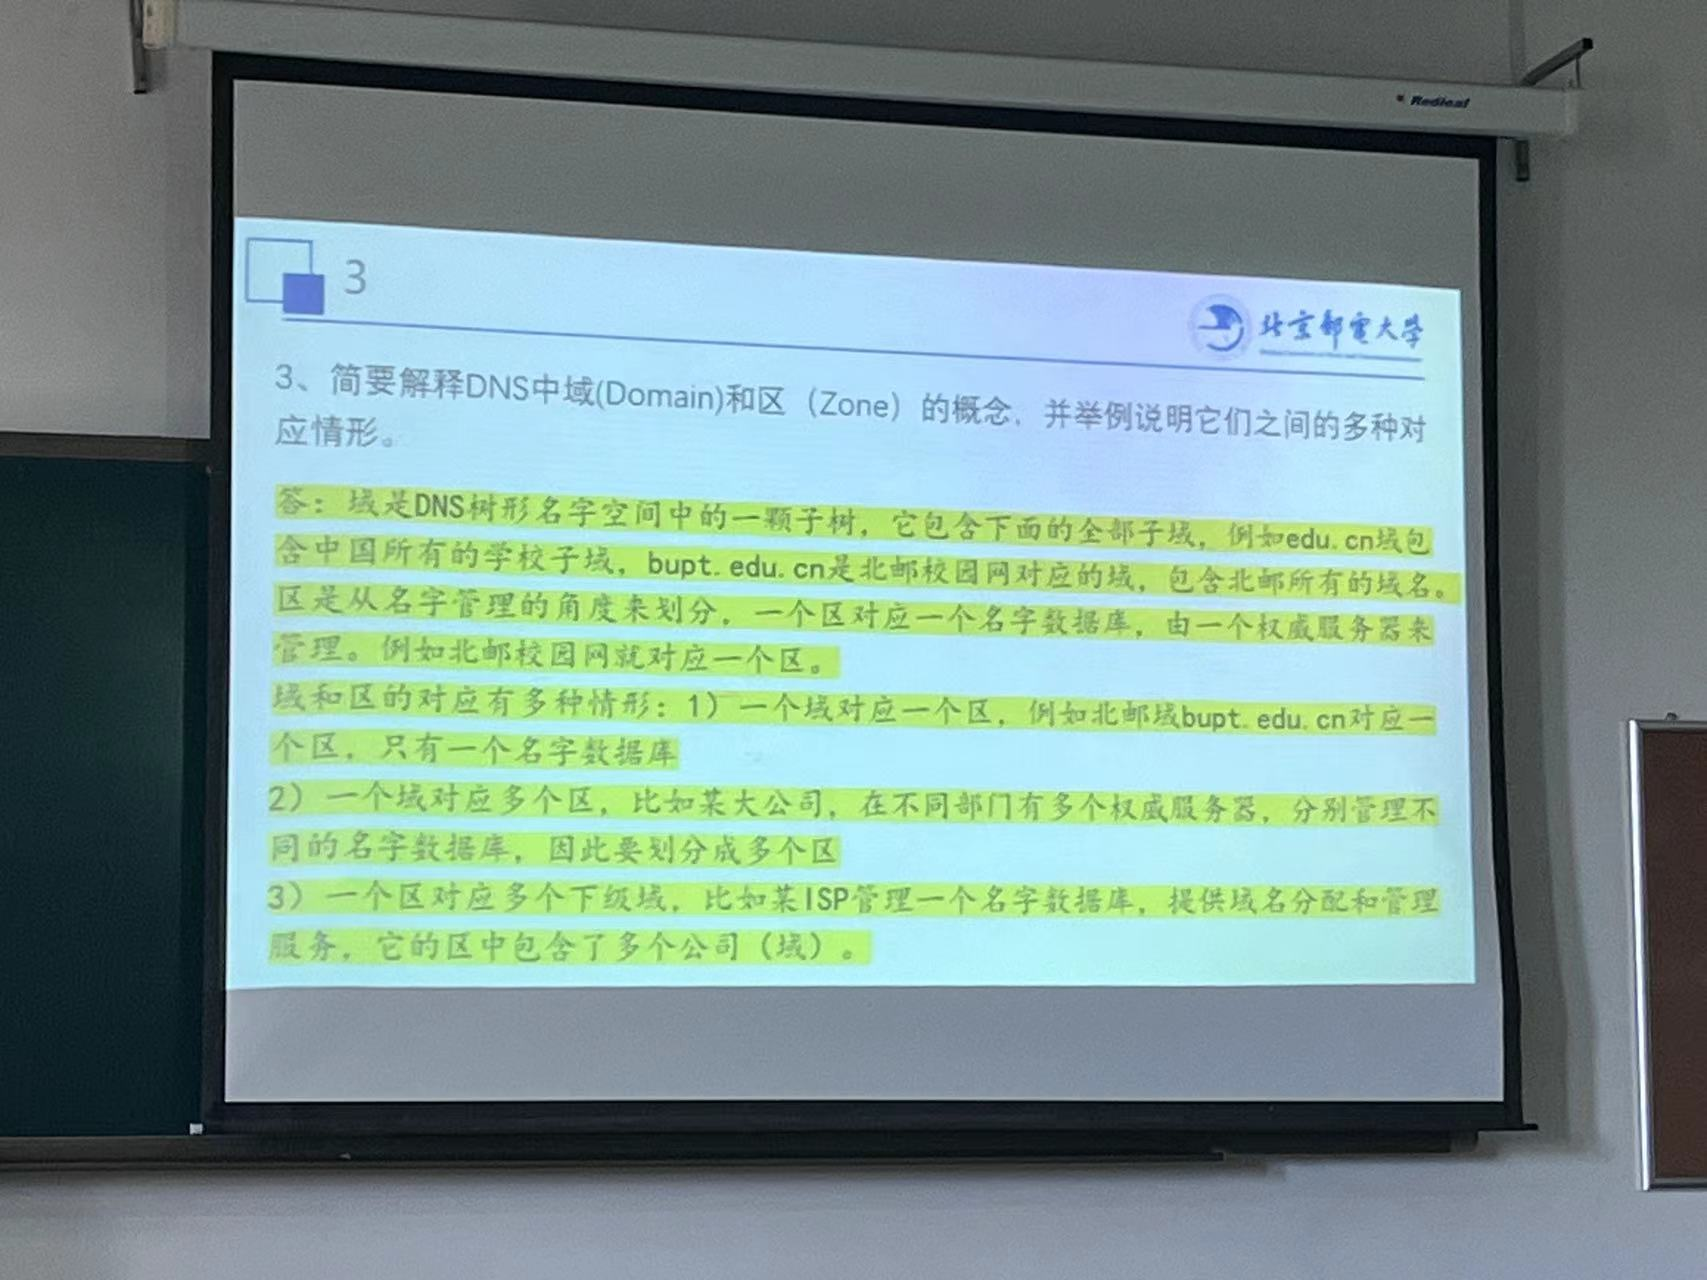 Redleaf
3
北京邮电大学
3、简要解释DNS中域(Domain)和区（Zone）的概念，并举例说明它们之间的多种对
应情形。
答：域是DNS树形名字空间中的一颗子树，它包含下面的全部子域，例如edu.cn域包
含中国所有的学校子域，bupt.edu.cn是北邮校园网对应的域，包含北邮所有的域名。
区是从名字管理的角度来划分，一个区对应一个名字数据库，由一个权威服务器来
管理。例如北邮校园网就对应一个区。
域和区的对应有多种情形：1）一个域对应一个区，例如北邮域bupt.edu.cn对应一
个区，只有一个名字数据库
2）一个域对应多个区，比如某大公司，在不同部门有多个权威服务器，分别管理不
同的名字数据库，因此要划分成多个区
3）一个区对应多个下级域，比如某ISP管理一个名字数据库，提供域名分配和管理
服务，它的区中包含了多个公司（域）。